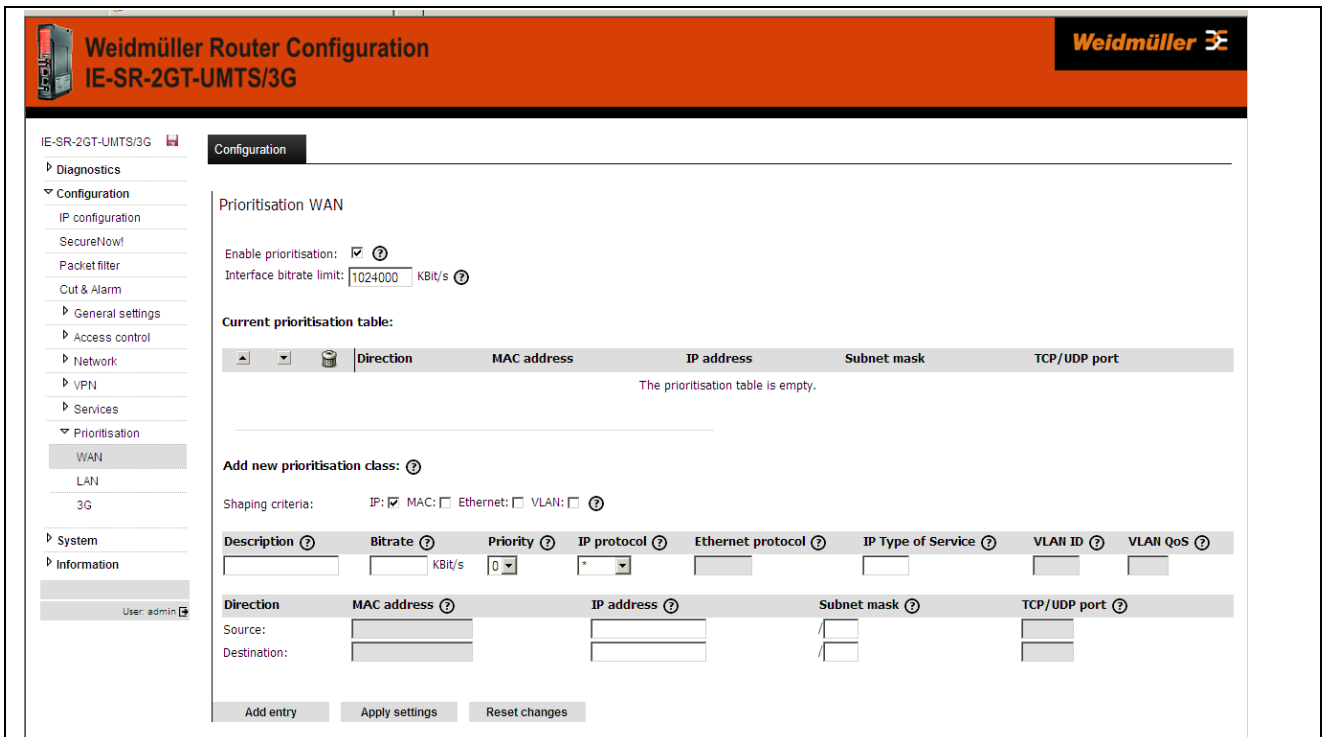 Weidmüller Router Configuration
IE-SR-2GT-UMTS/3G
Weidmüller
IE-SR-2GT-UMTS/3G
Diagnostics
Configuration
IP configuration
SecureNow!
Packet filter
Cut & Alarm
General settings
Access control
Network
VPN
Services
Prioritisation
WAN
LAN
3G
System
Information
User: admin
Configuration
Prioritisation WAN
Enable prioritisation: ?
Interface bitrate limit: 1024000 KBit/s ?
Current prioritisation table:
Direction MAC address IP address Subnet mask TCP/UDP port
The prioritisation table is empty.
Add new prioritisation class: ?
Shaping criteria: IP: MAC: Ethernet: VLAN: ?
Description ? Bitrate ? Priority ? IP protocol ? Ethernet protocol ? IP Type of Service ? VLAN ID ? VLAN QoS ?
KBit/s 0 *
Direction MAC address ? IP address ? Subnet mask ? TCP/UDP port ?
Source: /
Destination: /
Add entry Apply settings Reset changes